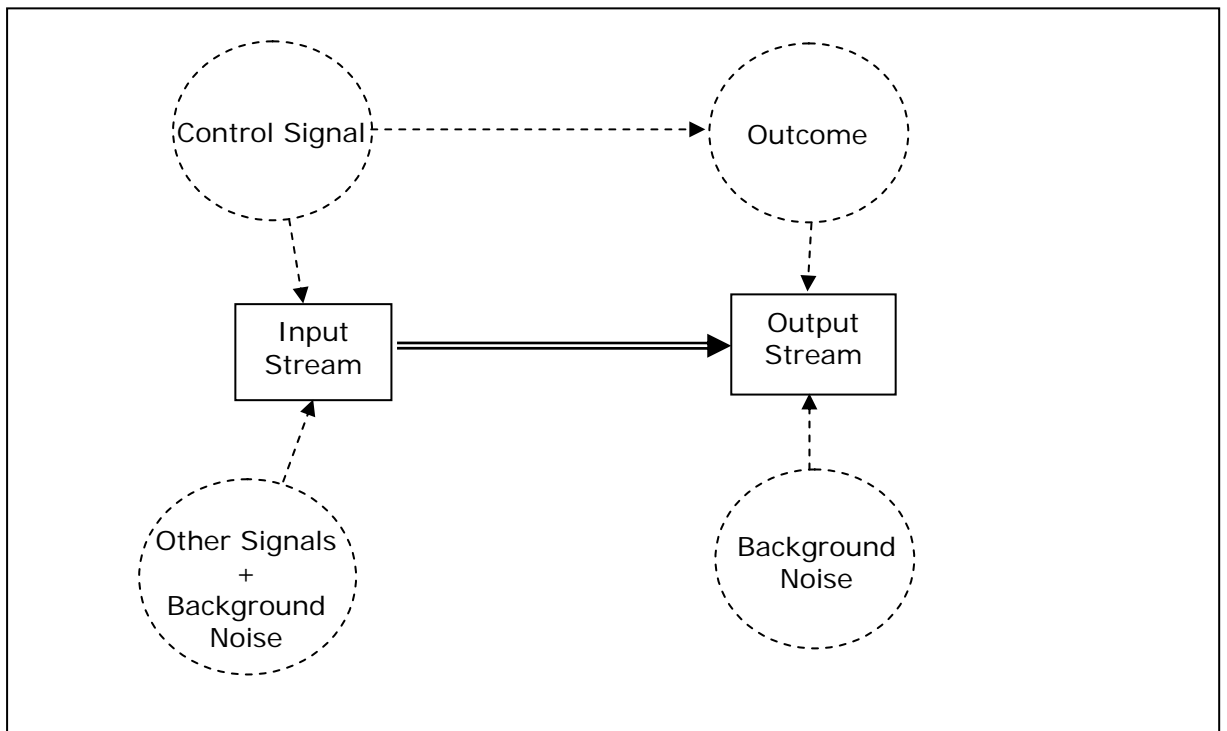 Control Signal
Outcome
Input
Stream
Output
Stream
Other Signals
+
Background
Noise
Background
Noise